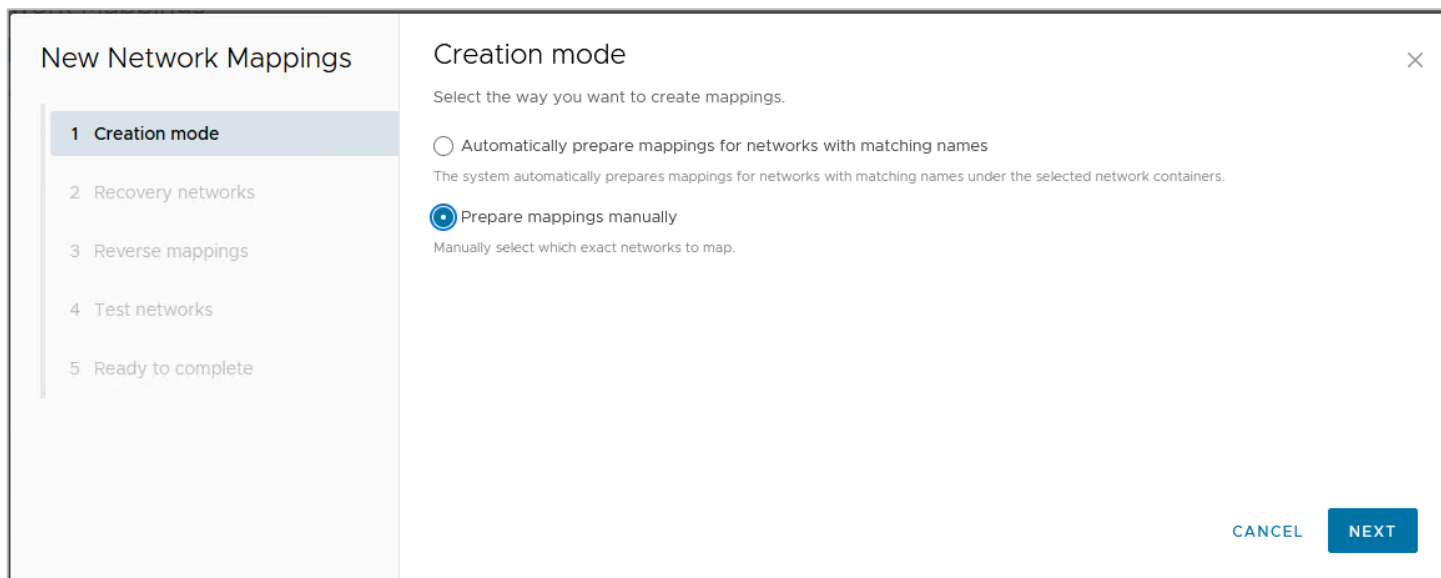 New Network Mappings
1 Creation mode
2 Recovery networks
3 Reverse mappings
4 Test networks
5 Ready to complete
Creation mode
Select the way you want to create mappings.
Automatically prepare mappings for networks with matching names
The system automatically prepares mappings for networks with matching names under the selected network containers.
Prepare mappings manually
Manually select which exact networks to map.
CANCEL NEXT